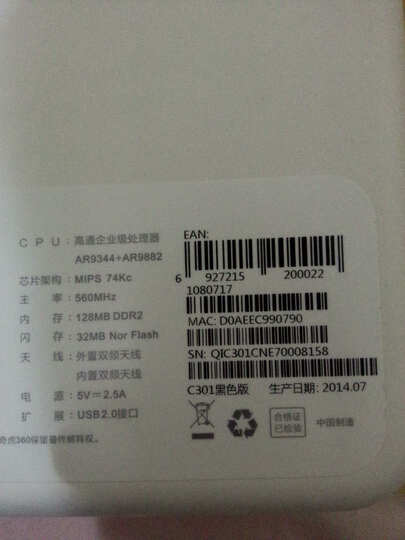 CPU:高通企业级处理器
AR9344+AR9882
芯片架构:MIPS 74Kc
主 率:560MHz
内 存:128MB DDR2
闪 存:32MB Nor Flash
天 线:外置双频天线
内置双频天线
电 源:5V=2.5A
扩 展:USB2.0接口
奇虎360保留最终解释权。
EAN:
6 927215 200022
1080717
MAC: D0AEEC990790
SN: QIC301CNE70008158
C301黑色版 生产日期: 2014.07
合格证
已检验
中国制造